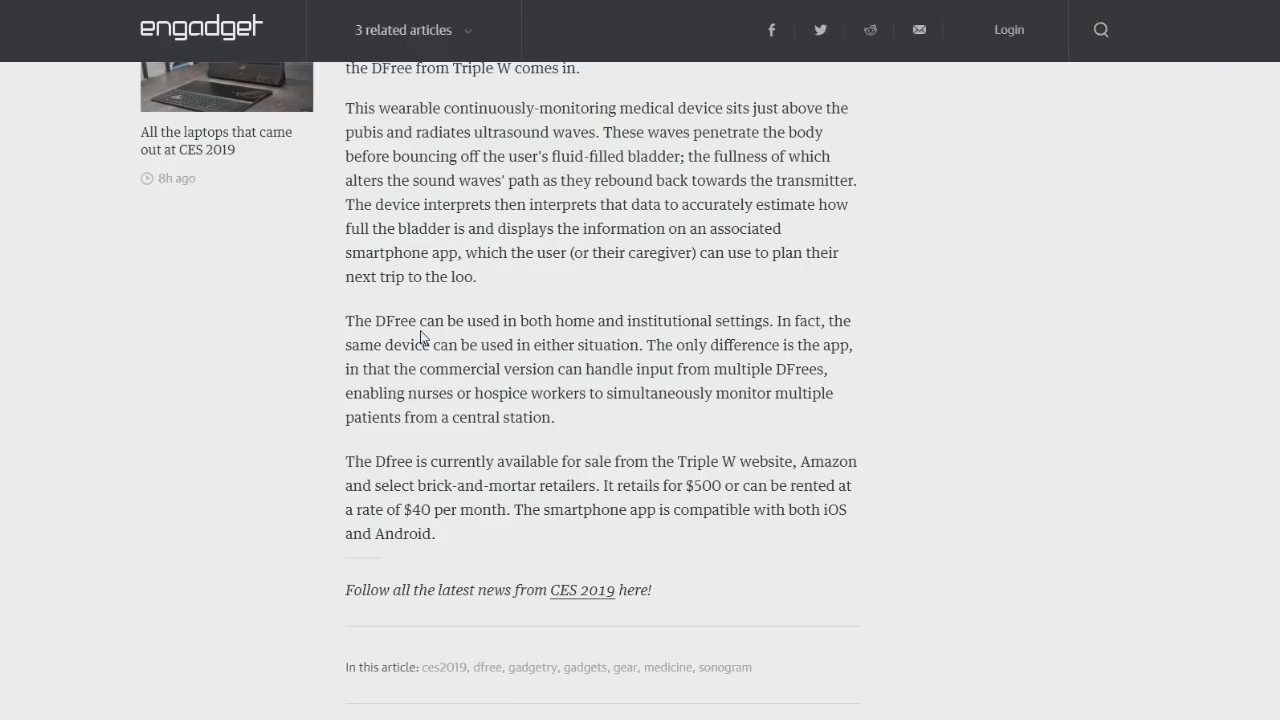 engadget
3 related articles
Login
the DFree from Triple W comes in.
All the laptops that came
out at CES 2019
8h ago
This wearable continuously-monitoring medical device sits just above the
pubis and radiates ultrasound waves. These waves penetrate the body
before bouncing off the user's fluid-filled bladder; the fullness of which
alters the sound waves' path as they rebound back towards the transmitter.
The device interprets then interprets that data to accurately estimate how
full the bladder is and displays the information on an associated
smartphone app, which the user (or their caregiver) can use to plan their
next trip to the loo.
The DFree can be used in both home and institutional settings. In fact, the
same device can be used in either situation. The only difference is the app,
in that the commercial version can handle input from multiple DFrees,
enabling nurses or hospice workers to simultaneously monitor multiple
patients from a central station.
The Dfree is currently available for sale from the Triple W website, Amazon
and select brick-and-mortar retailers. It retails for $500 or can be rented at
a rate of $40 per month. The smartphone app is compatible with both iOS
and Android.
Follow all the latest news from CES 2019 here!
In this article: ces2019, dfree, gadgetry, gadgets, gear, medicine, sonogram